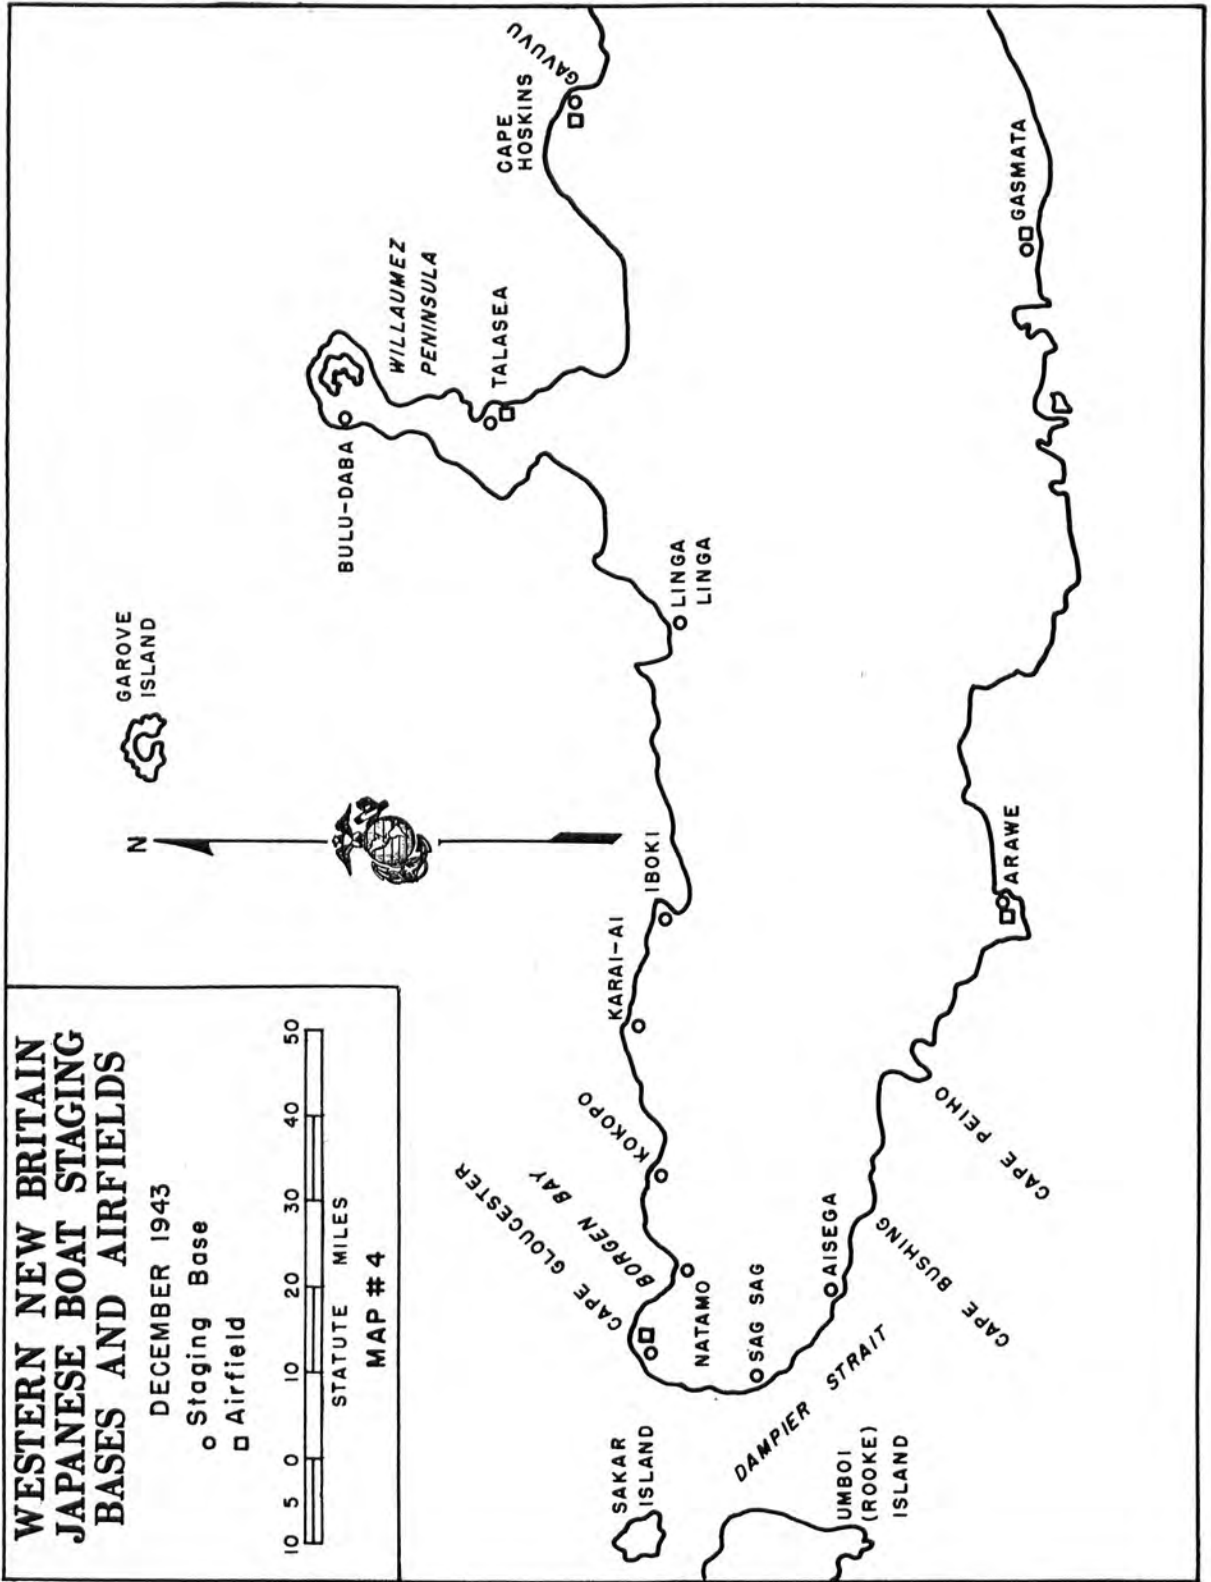 WESTERN NEW BRITAIN
JAPANESE BOAT STAGING
BASES AND AIRFIELDS
DECEMBER 1943
Staging Base
Airfield
10 5 0 10 20 30 40 50
STATUTE MILES
MAP #4
N
GAROVE
ISLAND
BULU-DABA
WILLAUMEZ
PENINSULA
TALASEA
CAPE
HOSKINS
GAVUVU
LINGA
LINGA
IBOKI
KARAI-AI
KOKOPO
BORGEN BAY
CAPE GLOUCESTER
NATAMO
SAG SAG
AISEGA
SAKAR
ISLAND
DAMPIER STRAIT
UMBOI
(ROOKE)
ISLAND
CAPE BUSHING
CAPE PEIHO
ARAWE
GASMATA